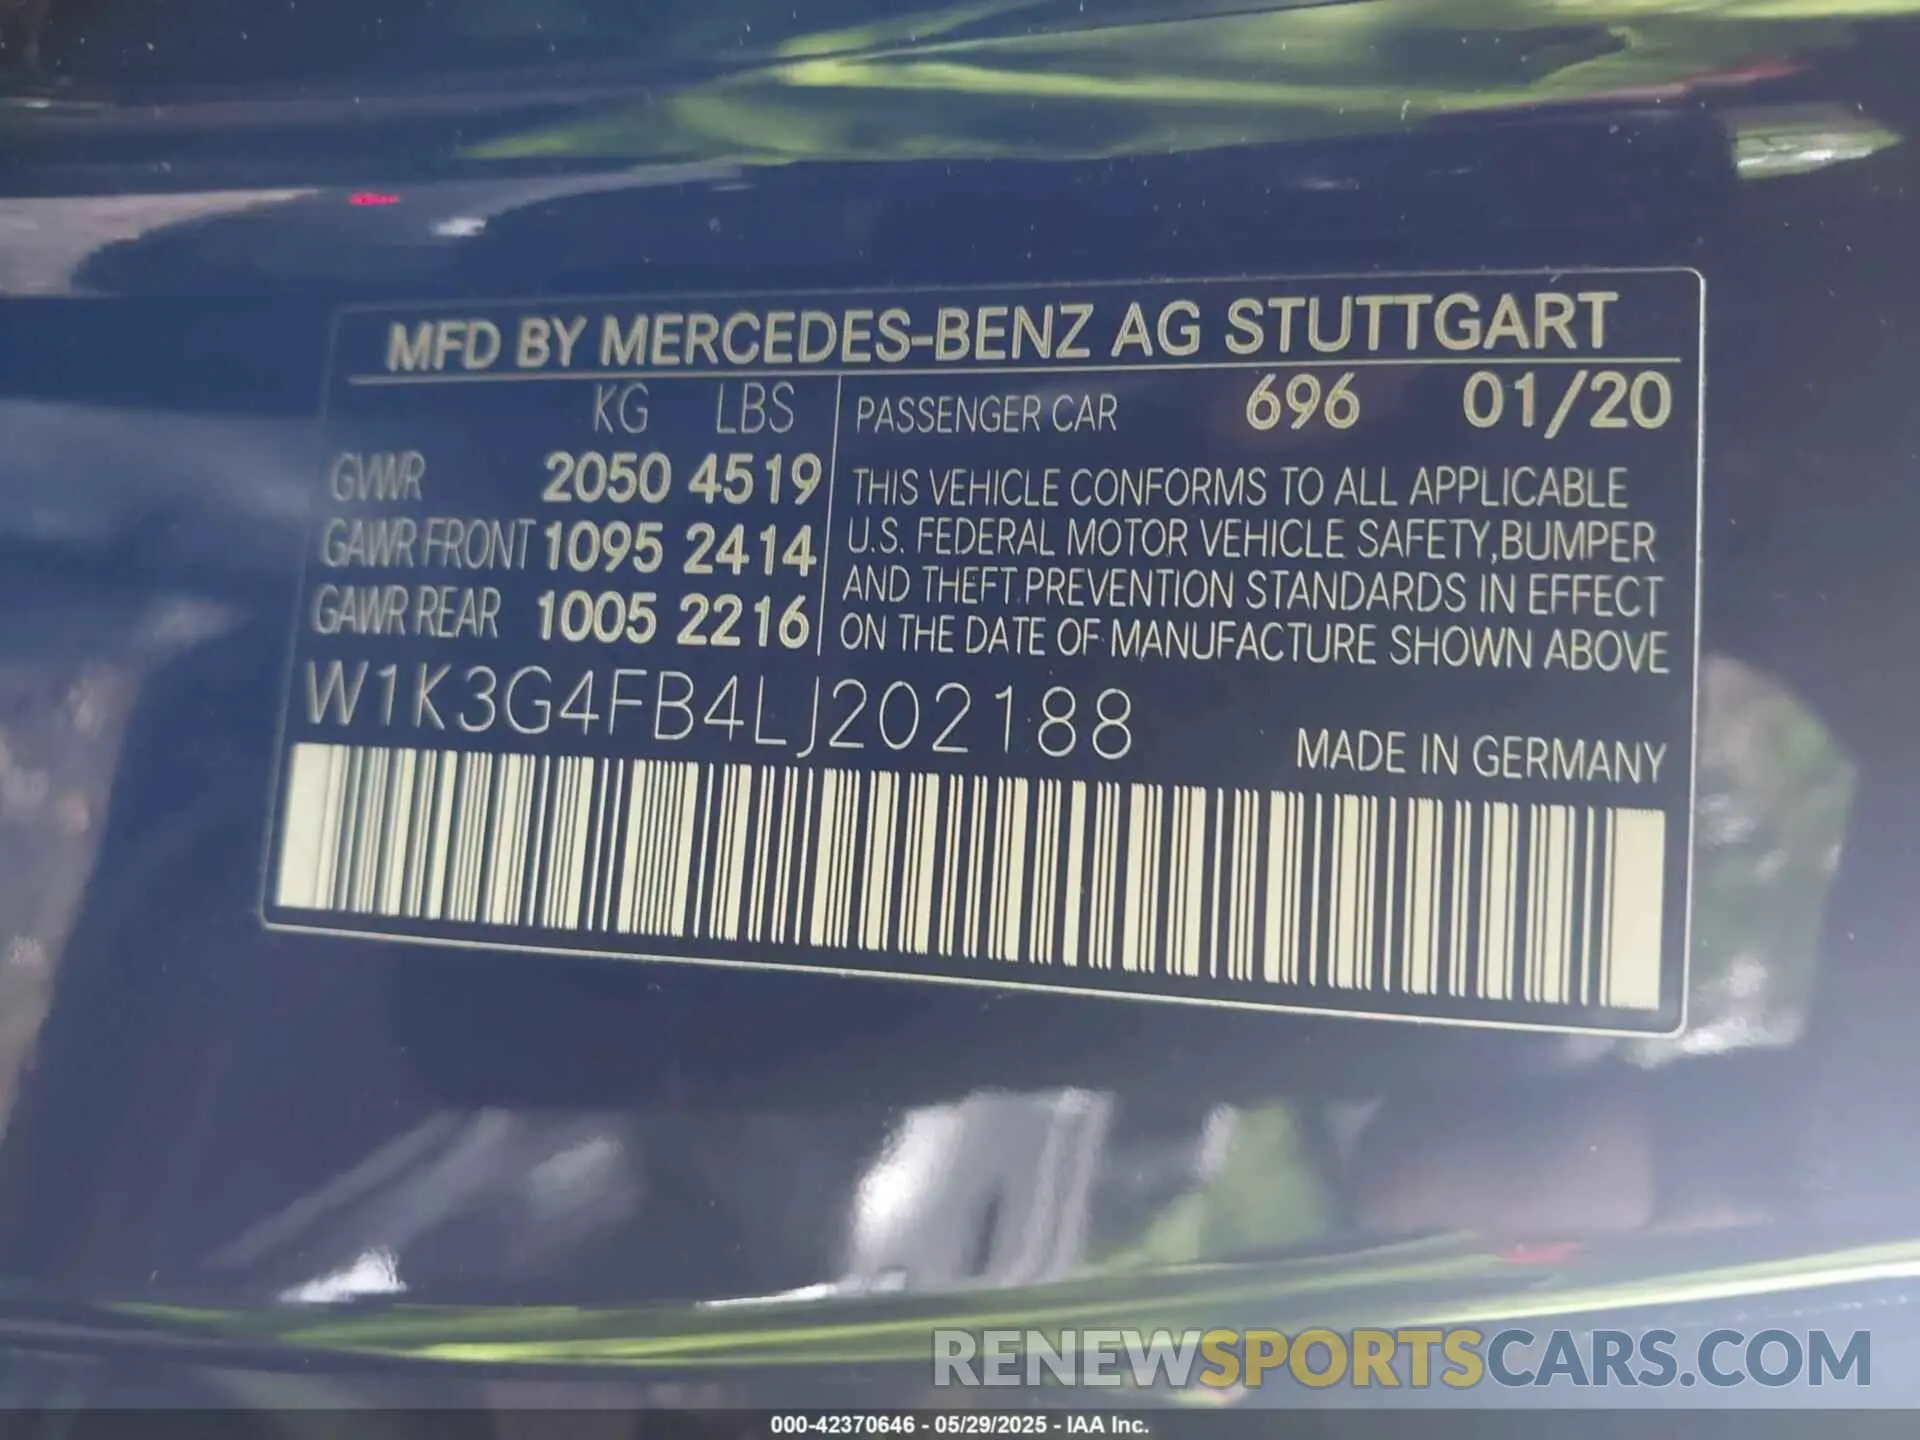 MFD BY MERCEDES-BENZ AG STUTTGART
KG LBS
GVWR 2050 4519
GAWR FRONT 1095 2414
GAWR REAR 1005 2216
PASSENGER CAR 696 01/20
THIS VEHICLE CONFORMS TO ALL APPLICABLE
U.S. FEDERAL MOTOR VEHICLE SAFETY,BUMPER
AND THEFT PREVENTION STANDARDS IN EFFECT
ON THE DATE OF MANUFACTURE SHOWN ABOVE
W1K3G4FB4LJ202188
MADE IN GERMANY
RENEWSPORTSCARS.COM
000-42370646 - 05/29/2025 - IAA Inc.